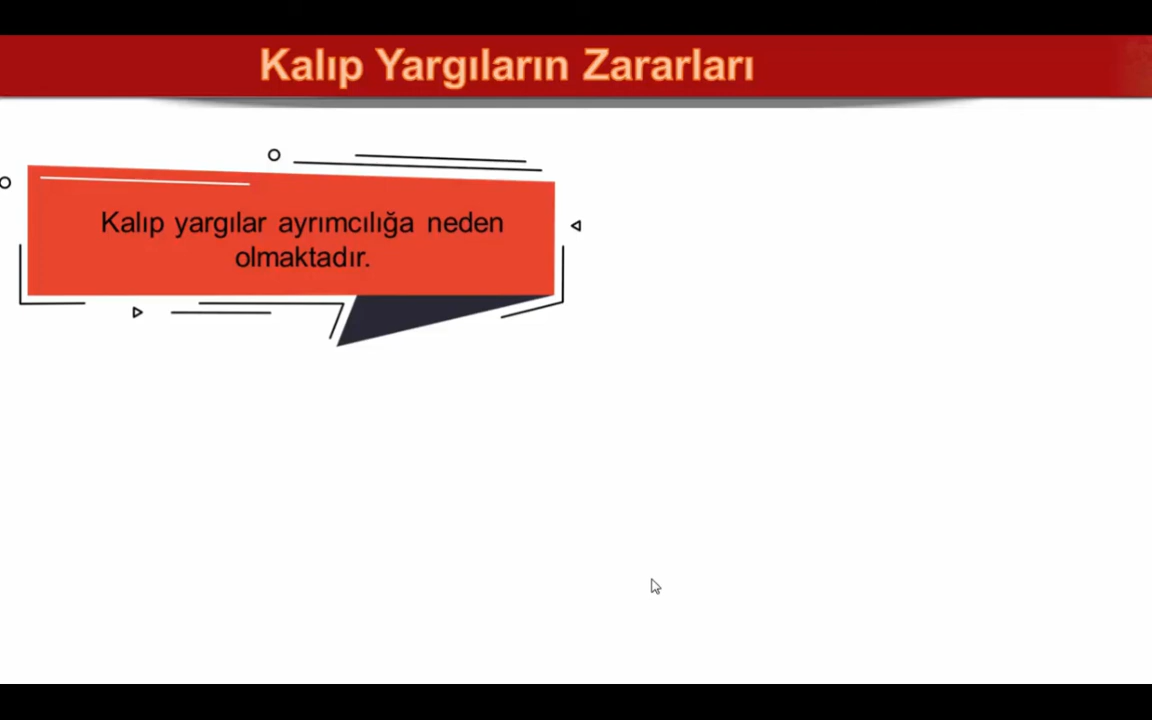 Kalıp Yargıların Zararları
Kalıp yargılar ayrımcılığa neden
olmaktadır.